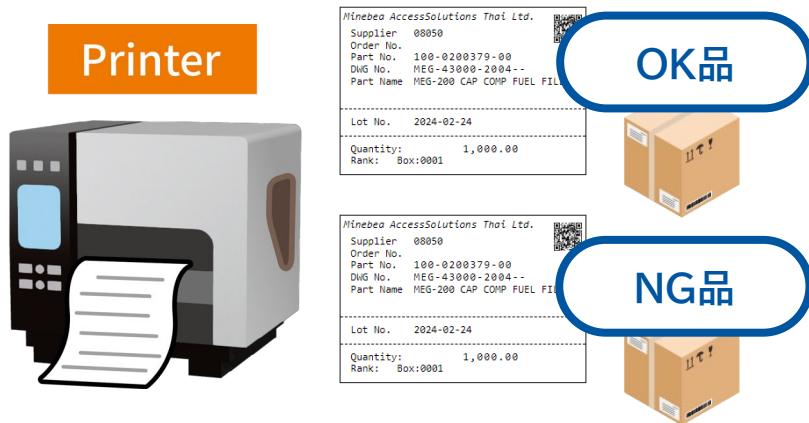 Printer
Minebea AccessSolutions Thai Ltd.
Supplier 08050
Order No.
Part No. 100-0200379-00
DWG No. MEG-43000-2004--
Part Name MEG-200 CAP COMP FUEL FIL
Lot No. 2024-02-24
Quantity: 1,000.00
Rank: Box:0001
OK品
Minebea AccessSolutions Thai Ltd.
Supplier 08050
Order No.
Part No. 100-0200379-00
DWG No. MEG-43000-2004--
Part Name MEG-200 CAP COMP FUEL FIL
Lot No. 2024-02-24
Quantity: 1,000.00
Rank: Box:0001
NG品